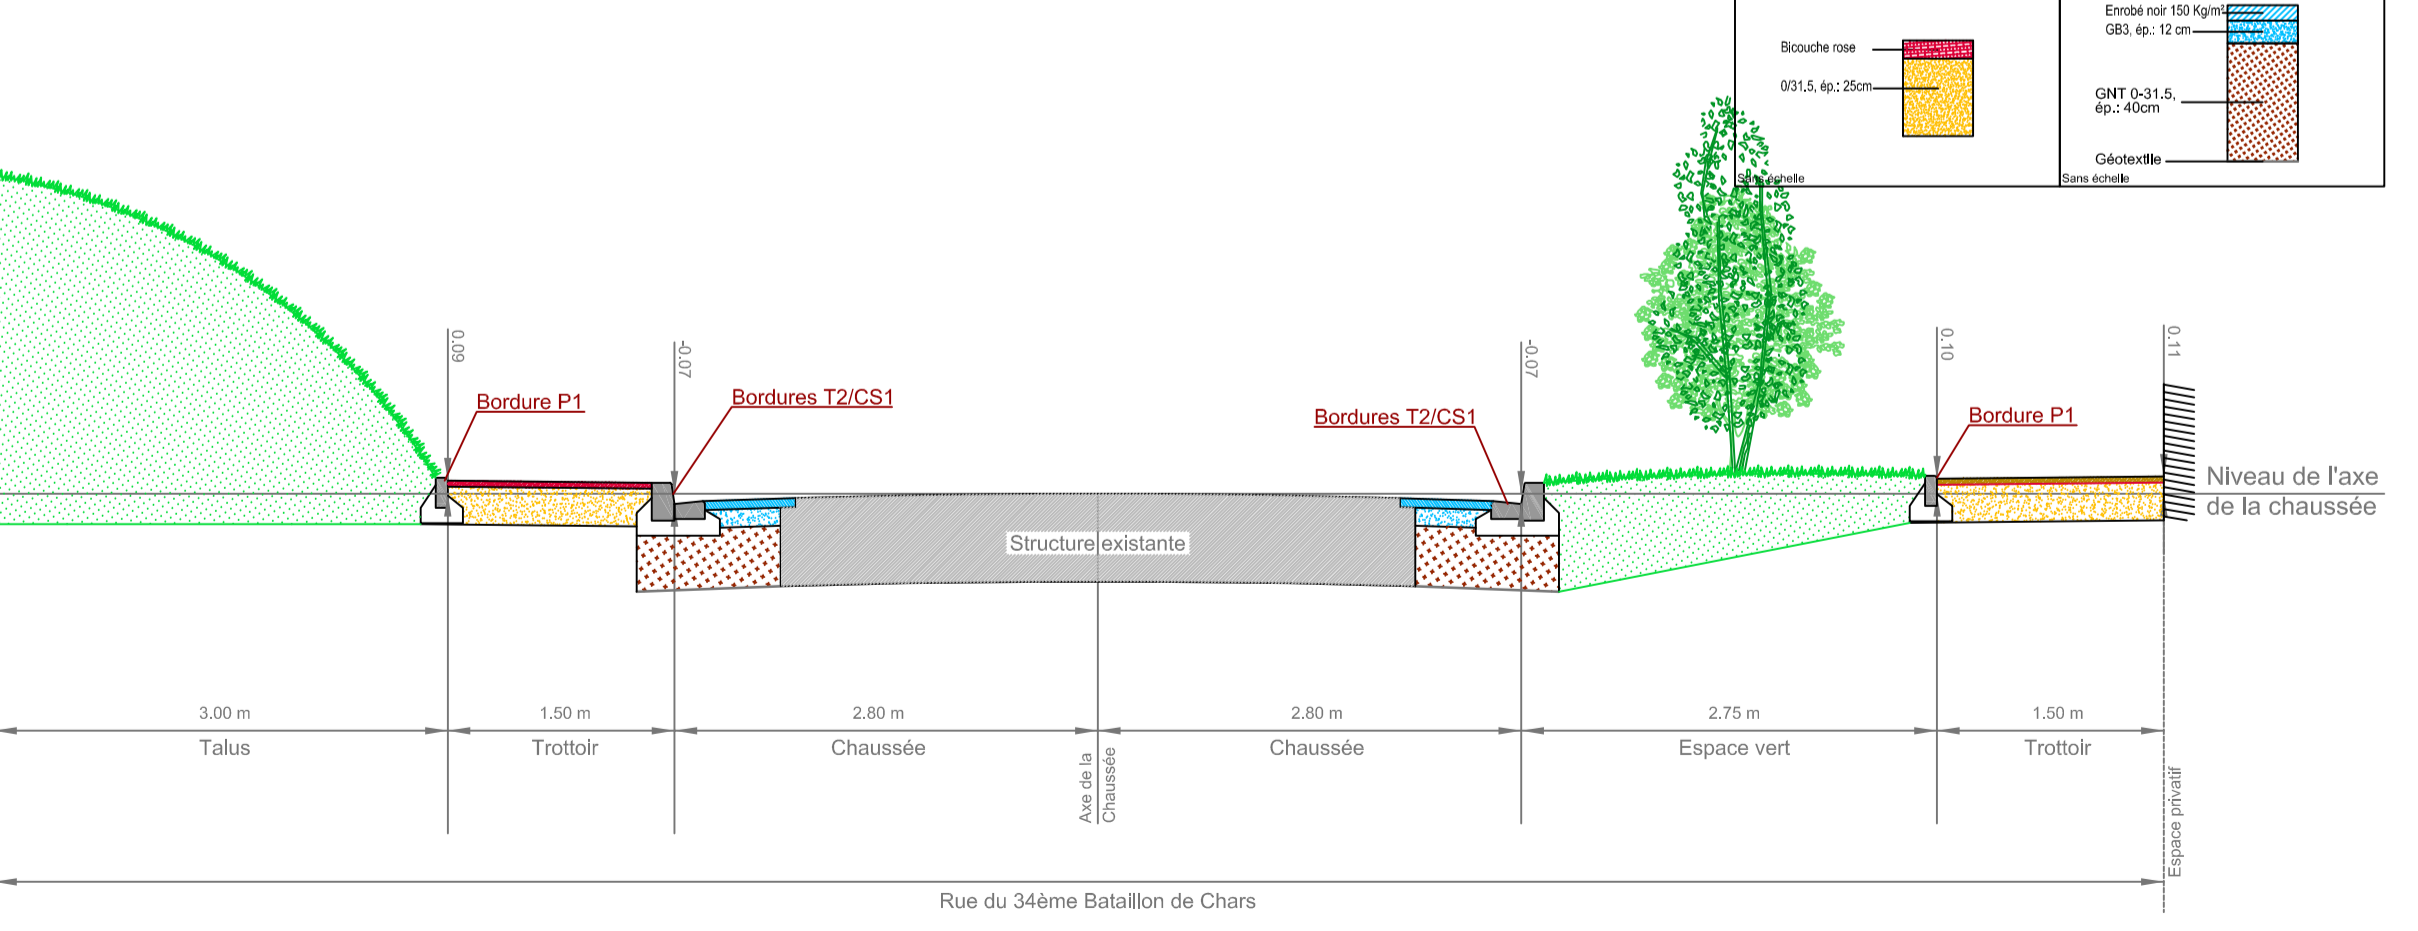 Enrobé noir 150 Kg/m²
GB3, ép.: 12 cm
Bicouche rose
0/31.5, ép.: 25cm
GNT 0-31.5,
ép.: 40cm
Géotextile
Sans échelle
Sans échelle
0.09
-0.07
-0.07
0.10
0.11
Bordure P1
Bordures T2/CS1
Bordures T2/CS1
Bordure P1
Niveau de l'axe
de la chaussée
Structure existante
3.00 m
1.50 m
2.80 m
2.80 m
2.75 m
1.50 m
Talus
Trottoir
Chaussée
Chaussée
Espace vert
Trottoir
Axe de la
Chaussée
Espace privatif
Rue du 34ème Bataillon de Chars